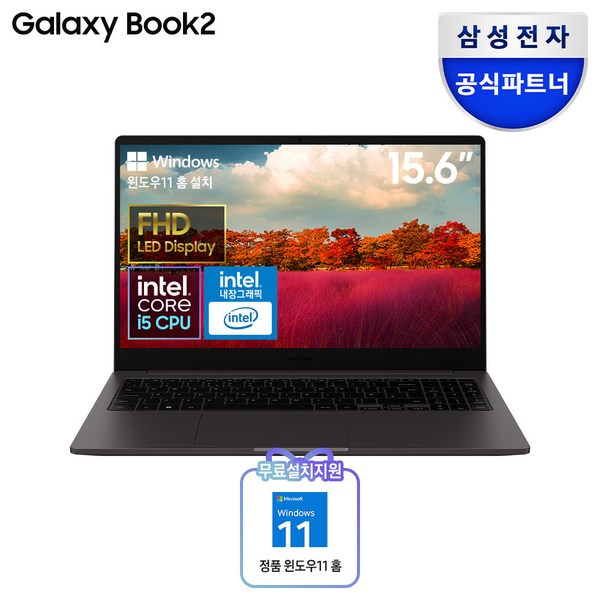 Galaxy Book2
삼성전자
공식파트너
Windows
윈도우11 홈 설치
15.6”
FHD
LED Display
intel
CORE
i5 CPU
intel
내장그래픽
intel
무료설치지원
Microsoft
Windows
11
정품 윈도우11 홈